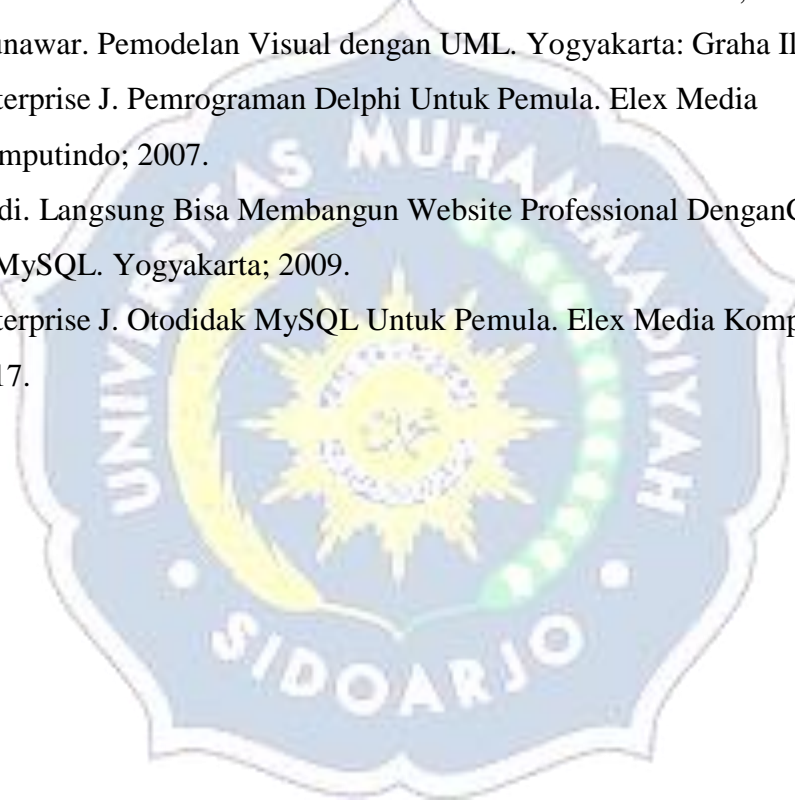 unawar. Pemodelan Visual dengan UML. Yogyakarta: Graha Il
terprise J. Pemrograman Delphi Untuk Pemula. Elex Media
mputindo; 2007.
di. Langsung Bisa Membangun Website Professional DenganC
MySQL. Yogyakarta; 2009.
terprise J. Otodidak MySQL Untuk Pemula. Elex Media Komp
17.
UNIVERSITAS MUHAMMADIYAH
SIDOARJO